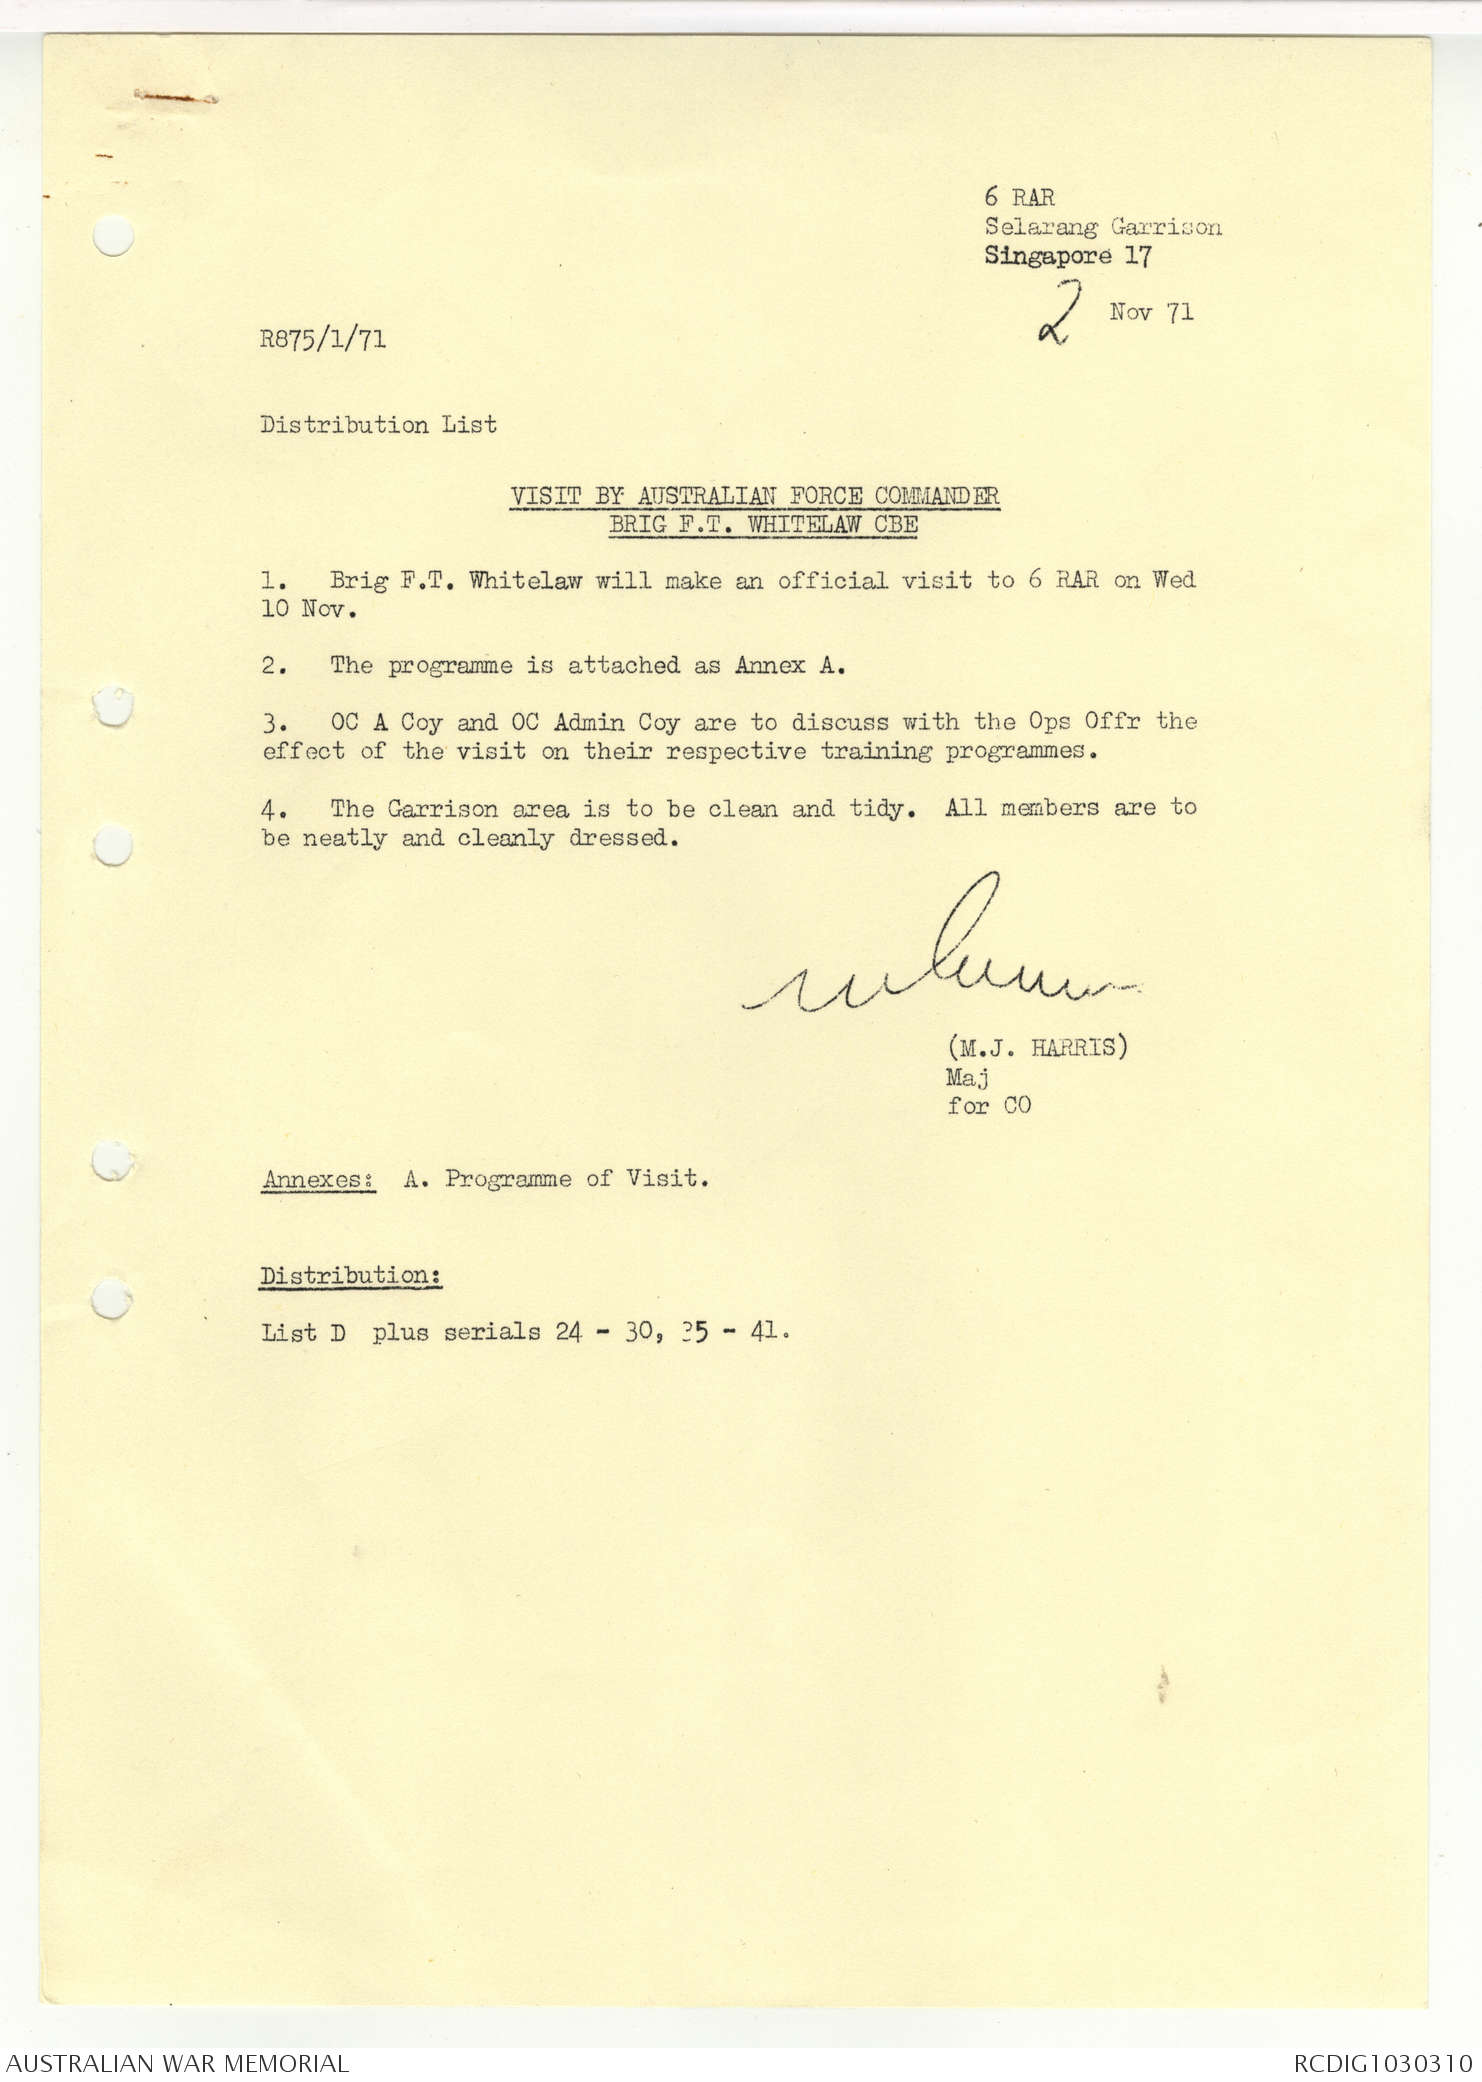 6 RAR
Selarang Garrison
Singapore 17
2 Nov 71
R875/1/71
Distribution List
VISIT BY AUSTRALIAN FORCE COMMANDER
BRIG F.T. WHITELAW CBE
1. Brig F.T. Whitelaw will make an official visit to 6 RAR on Wed
10 Nov.
2. The programme is attached as Annex A.
3. OC A Coy and OC Admin Coy are to discuss with the Ops Offr the
effect of the visit on their respective training programmes.
4. The Garrison area is to be clean and tidy. All members are to
be neatly and cleanly dressed.
(M.J. HARRIS)
Maj
for CO
Annexes: A. Programme of Visit.
Distribution:
List D plus serials 24 - 30, 35 - 41.
AUSTRALIAN WAR MEMORIAL
RCDIG1030310